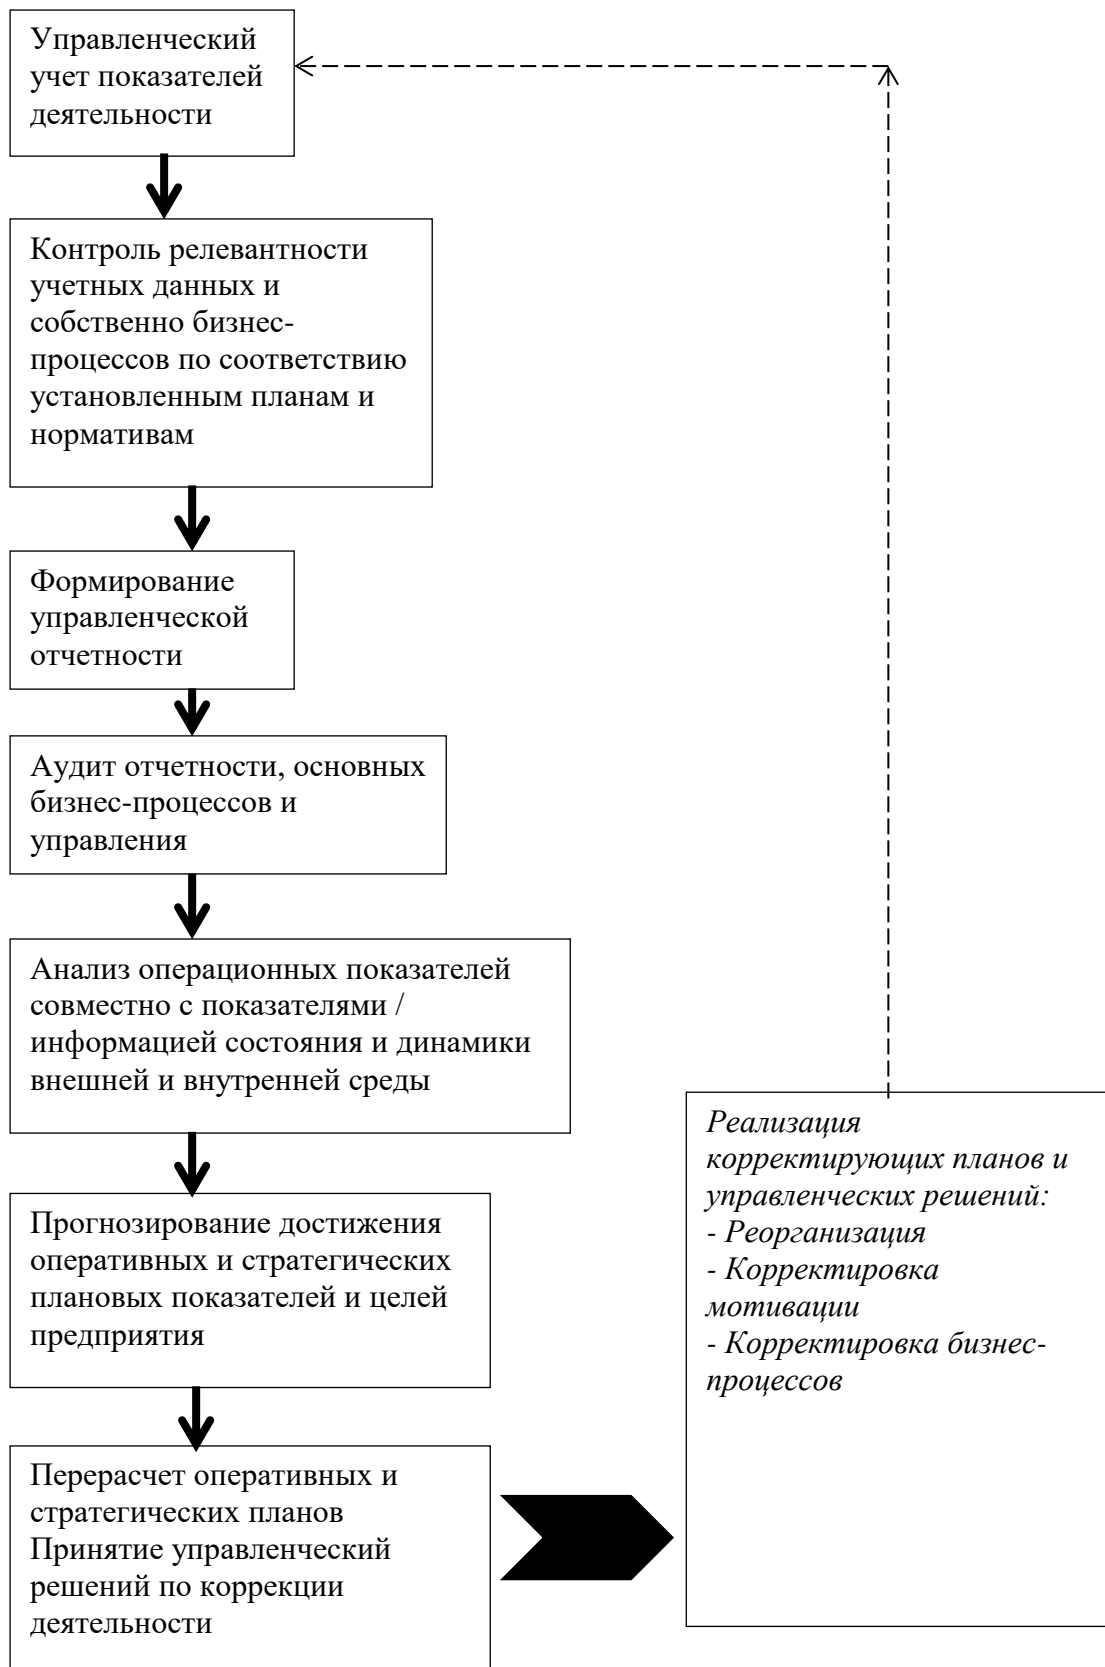 Управленческий
учет показателей
деятельности
Контроль релевантности
учетных данных и
собственно бизнес-
процессов по соответствию
установленным планам и
нормативам
Формирование
управленческой
отчетности
Аудит отчетности, основных
бизнес-процессов и
управления
Анализ операционных показателей
совместно с показателями /
информацией состояния и динамики
внешней и внутренней среды
Прогнозирование достижения
оперативных и стратегических
плановых показателей и целей
предприятия
Перерасчет оперативных и
стратегических планов
Принятие управленческий
решений по коррекции
деятельности
Реализация
корректирующих планов и
управленческих решений:
- Реорганизация
- Корректировка
мотивации
- Корректировка бизнес-
процессов